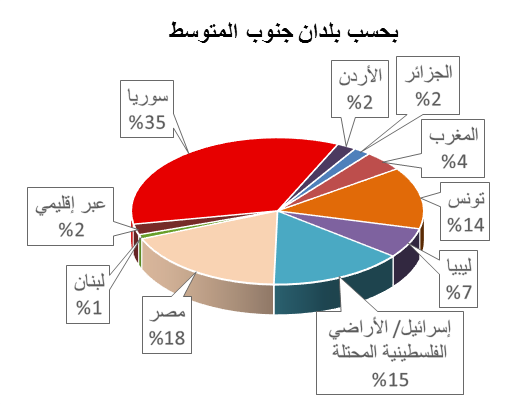 بحسب بلدان جنوب المتوسط
الجزائر
%2
الأردن
%2
سوريا
%35
المغرب
%4
تونس
%14
عبر إقليمي
%2
ليبيا
%7
لبنان
%1
مصر
%18
إسرائيل/ الأراضي
الفلسطينية المحتلة
%15